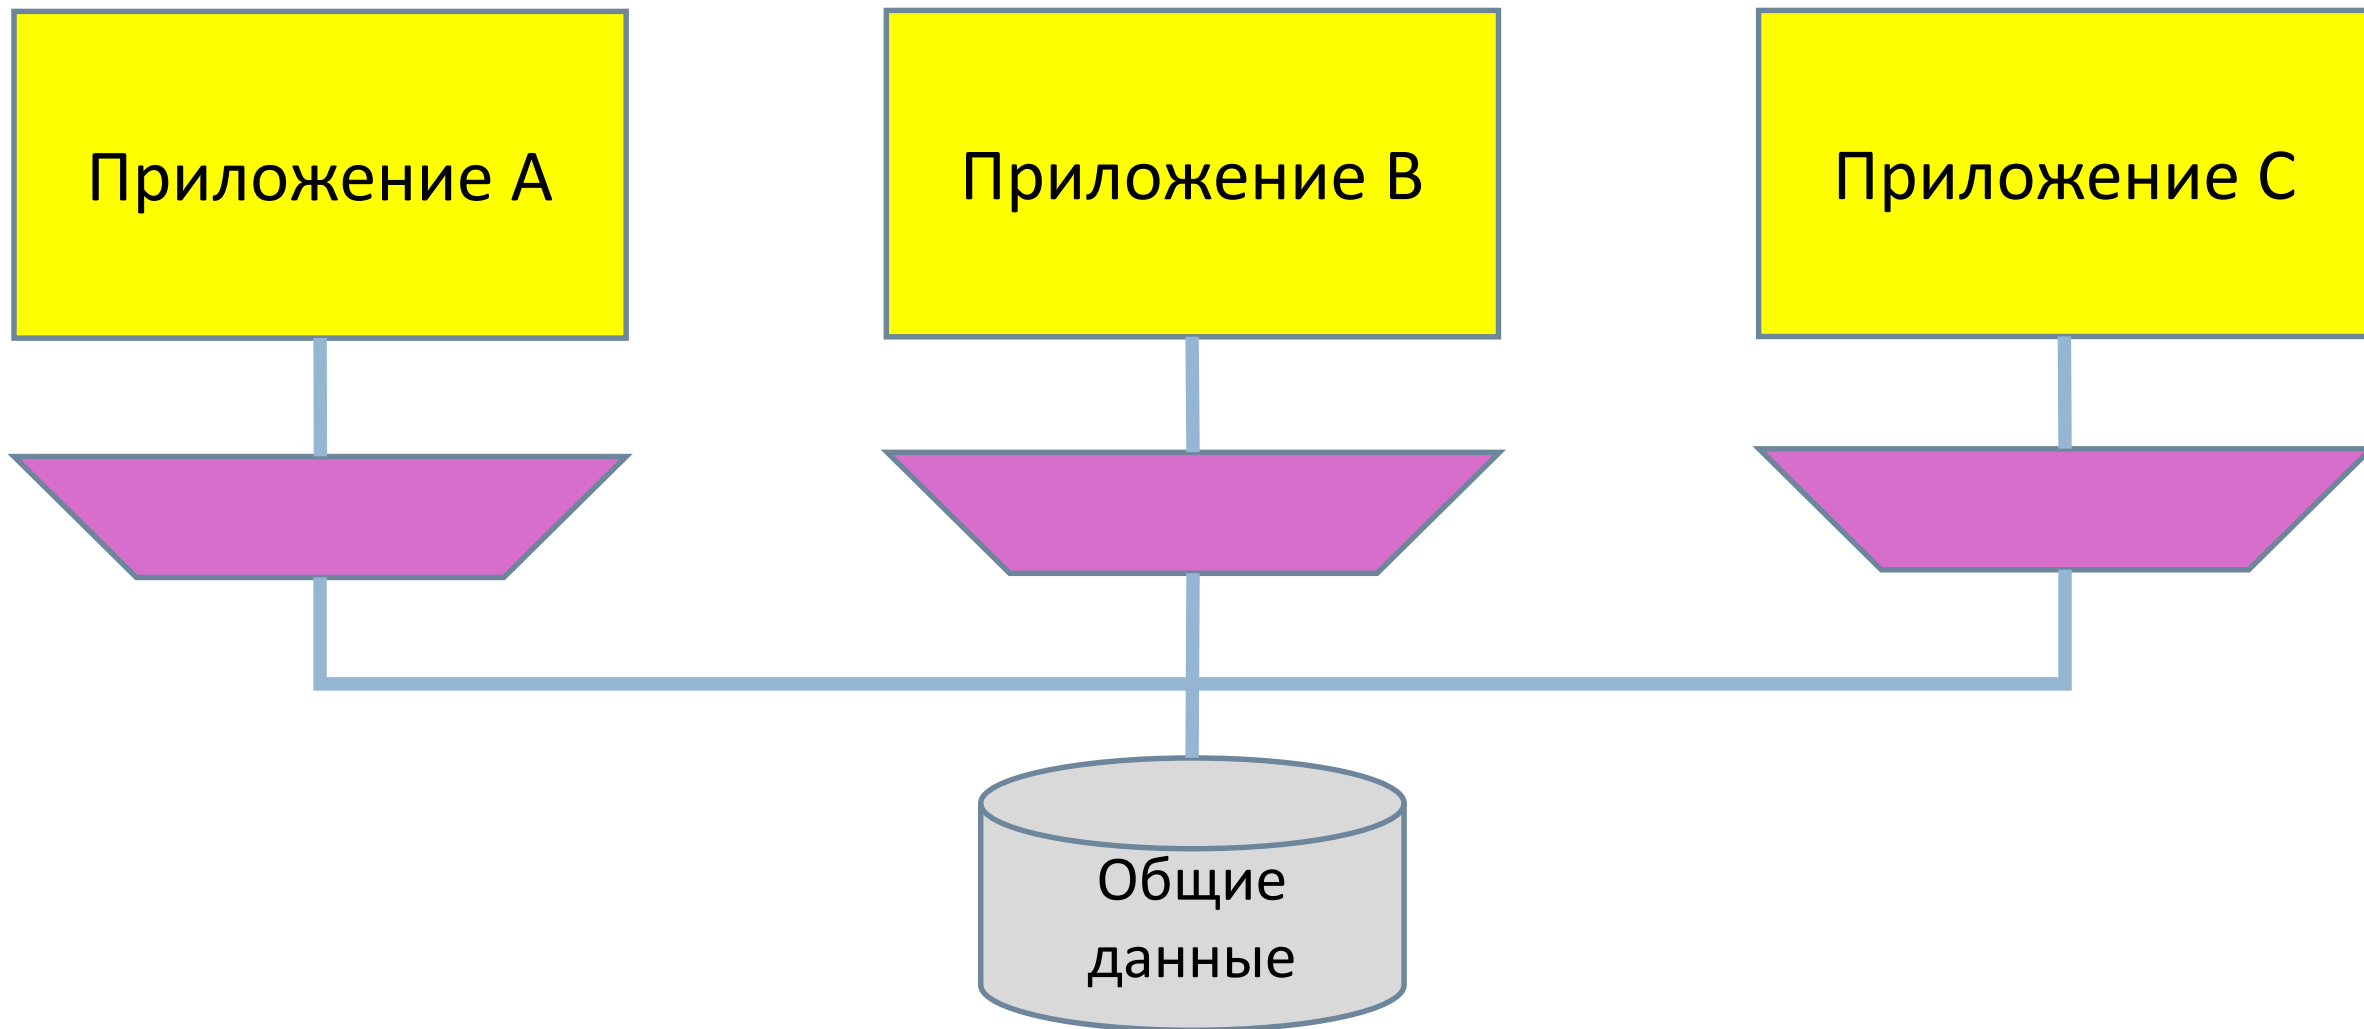 Приложение A
Приложение B
Приложение C
Общие
данные